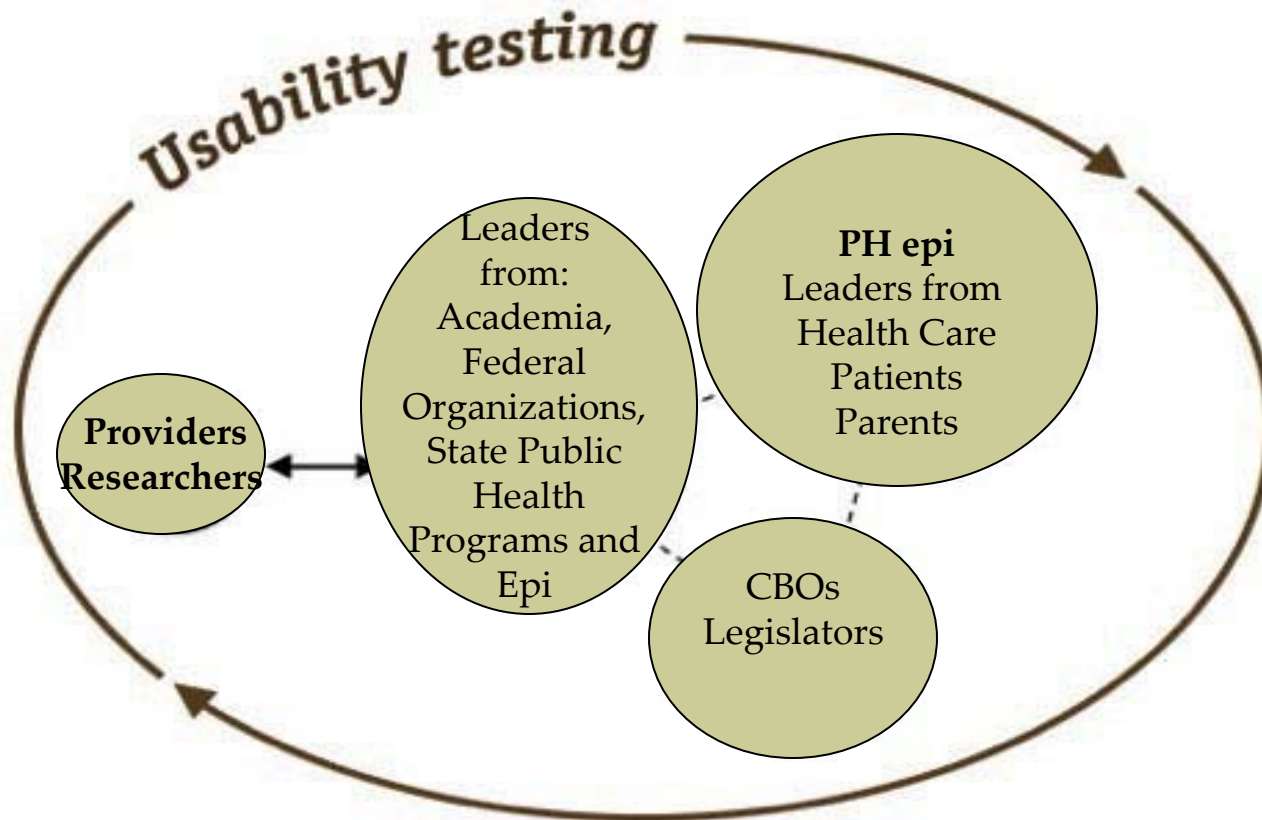 Usability testing
Leaders
from:
Academia,
Federal
Organizations,
State Public
Health
Programs and
Epi
PH epi
Leaders from
Health Care
Patients
Parents
Providers
Researchers
CBOs
Legislators